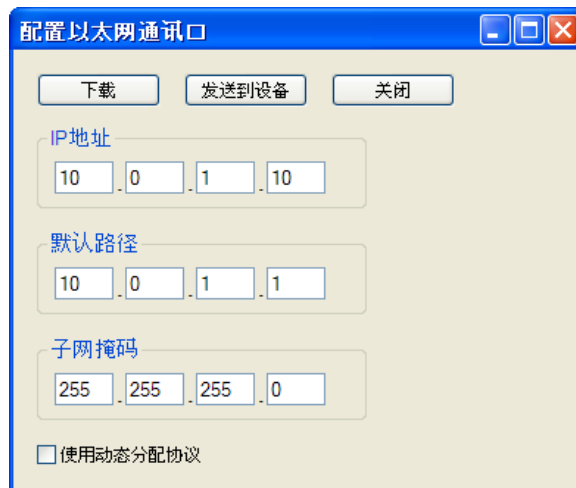 配置以太网通讯口
下载 发送到设备 关闭
IP地址
10 . 0 . 1 . 10
默认路径
10 . 0 . 1 . 1
子网掩码
255 . 255 . 255 . 0
使用动态分配协议